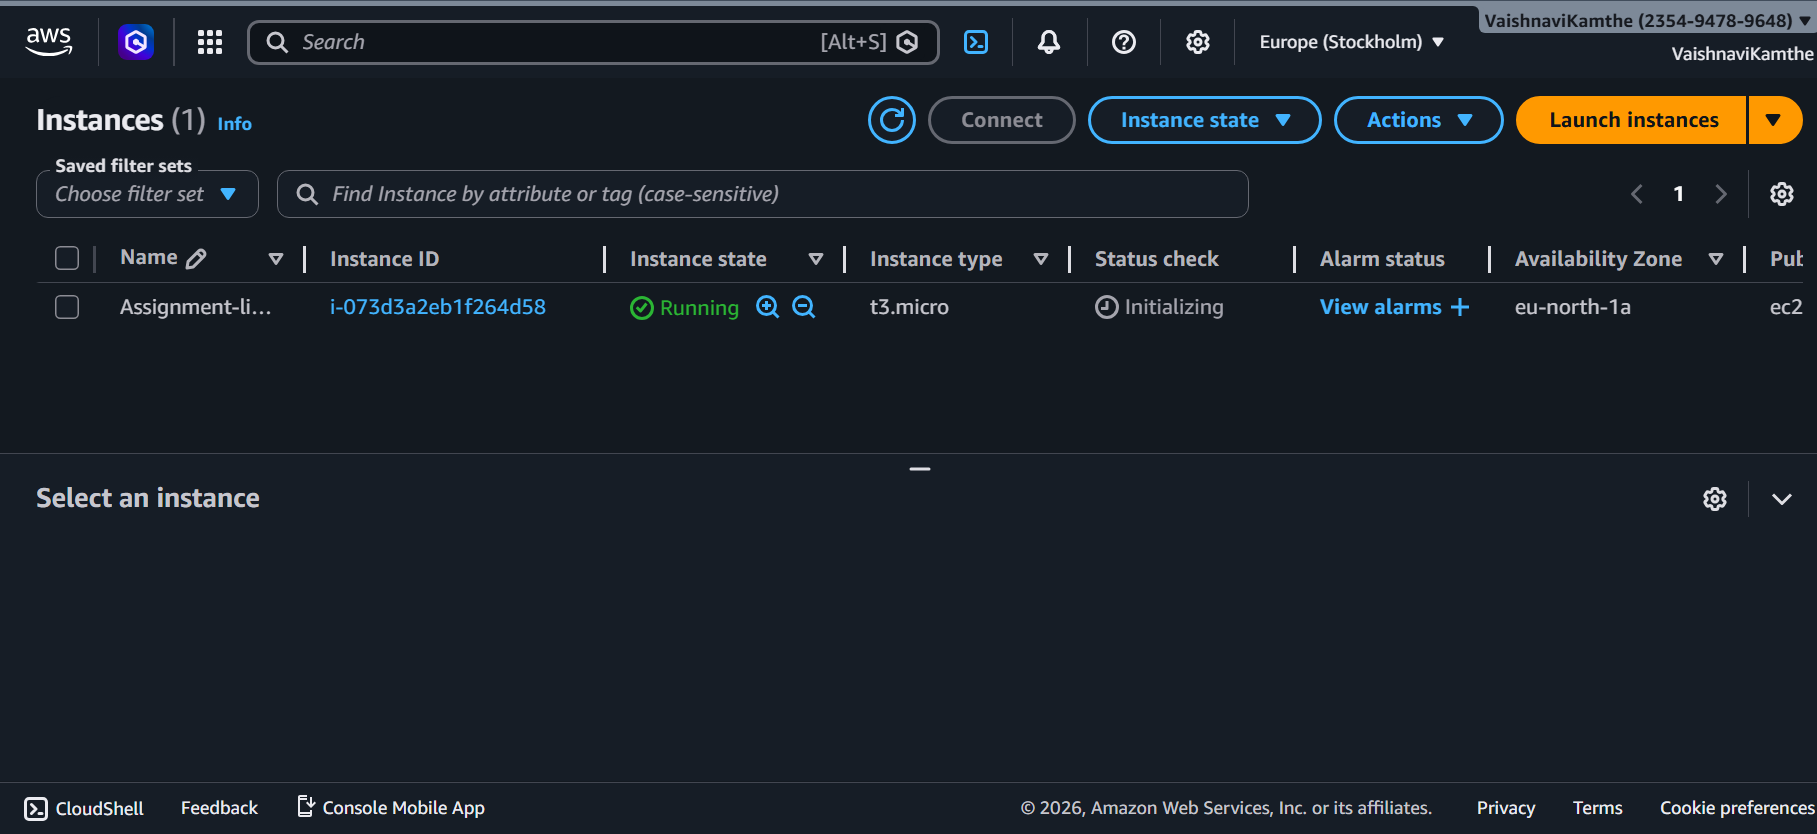 aws
Search [Alt+S]
Europe (Stockholm)
VaishnaviKamthe (2354-9478-9648)
VaishnaviKamthe
Instances (1) Info
Connect
Instance state
Actions
Launch instances
Saved filter sets
Choose filter set
Find Instance by attribute or tag (case-sensitive)
1
Name Instance ID Instance state Instance type Status check Alarm status Availability Zone Pub
Assignment-li... i-073d3a2eb1f264d58 Running t3.micro Initializing View alarms + eu-north-1a ec2
Select an instance
CloudShell Feedback Console Mobile App © 2026, Amazon Web Services, Inc. or its affiliates. Privacy Terms Cookie preferences